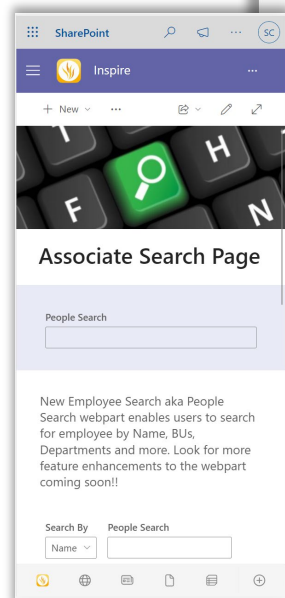 SharePoint
SC
Inspire
New
F
H
N
Associate Search Page
People Search
New Employee Search aka People
Search webpart enables users to search
for employee by Name, BUs,
Departments and more. Look for more
feature enhancements to the webpart
coming soon!!
Search By People Search
Name